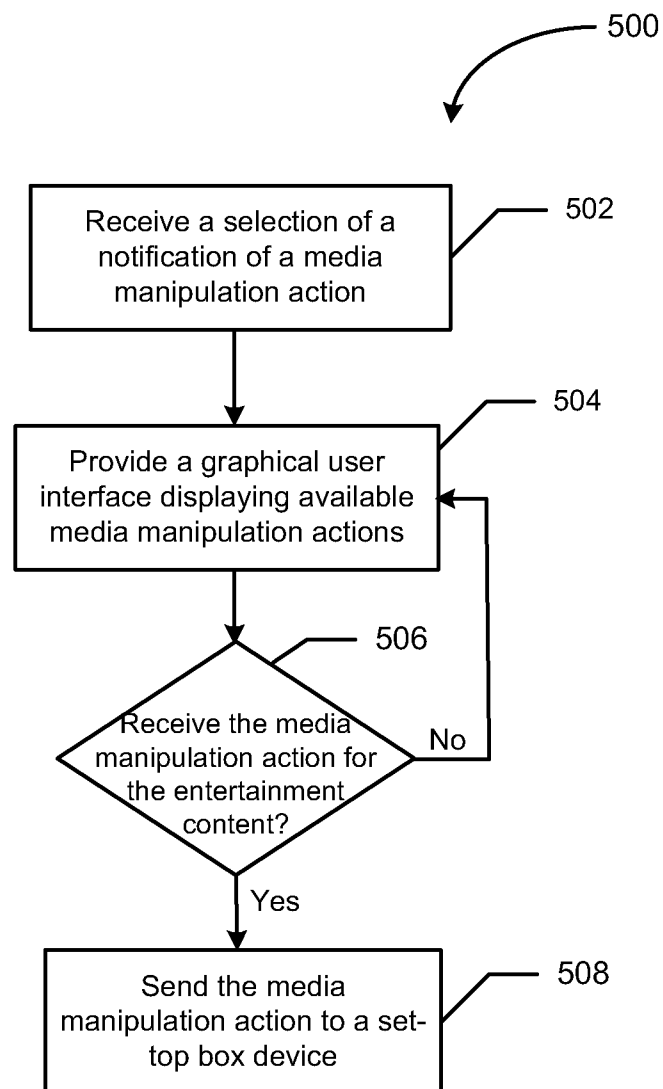 500
Receive a selection of a
notification of a media
manipulation action
502
Provide a graphical user
interface displaying available
media manipulation actions
504
506
Receive the media
manipulation action for
the entertainment
content?
No
Yes
Send the media
manipulation action to a set-
top box device
508